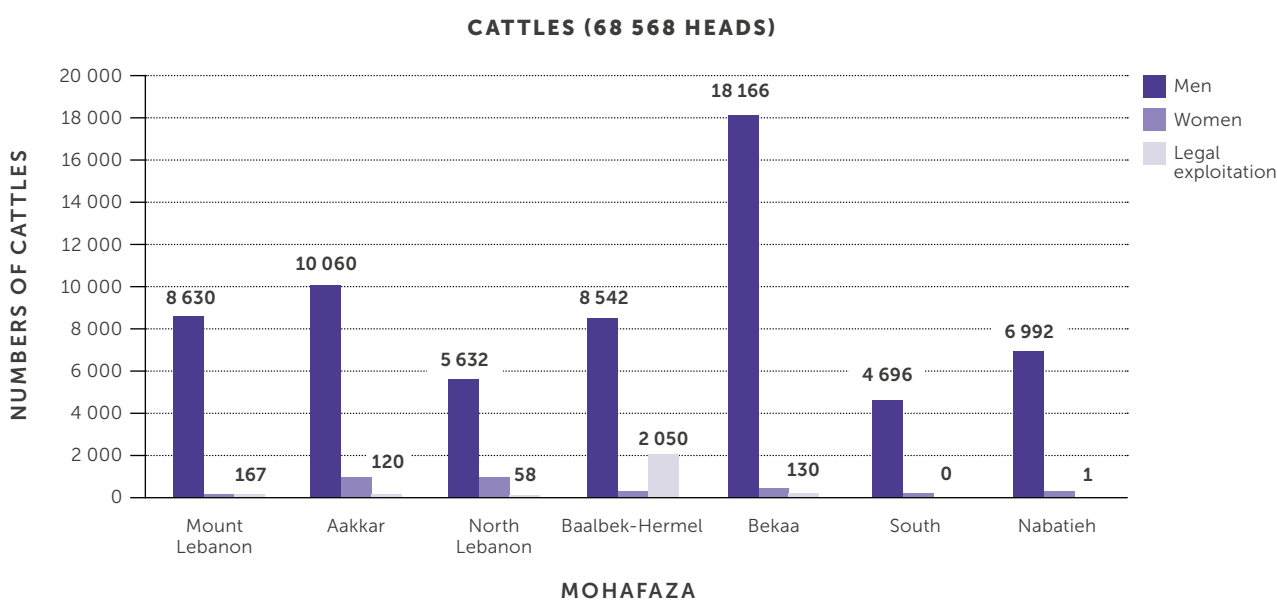 CATTLES (68 568 HEADS)
NUMBERS OF CATTLES
20 000
18 000
16 000
14 000
12 000
10 000
8 000
6 000
4 000
2 000
0
8 630
167
10 060
120
5 632
58
8 542
2 050
18 166
130
4 696
0
6 992
1
Mount
Lebanon
Aakkar
North
Lebanon
Baalbek-Hermel
Bekaa
South
Nabatieh
MOHAFAZA
Men
Women
Legal
exploitation